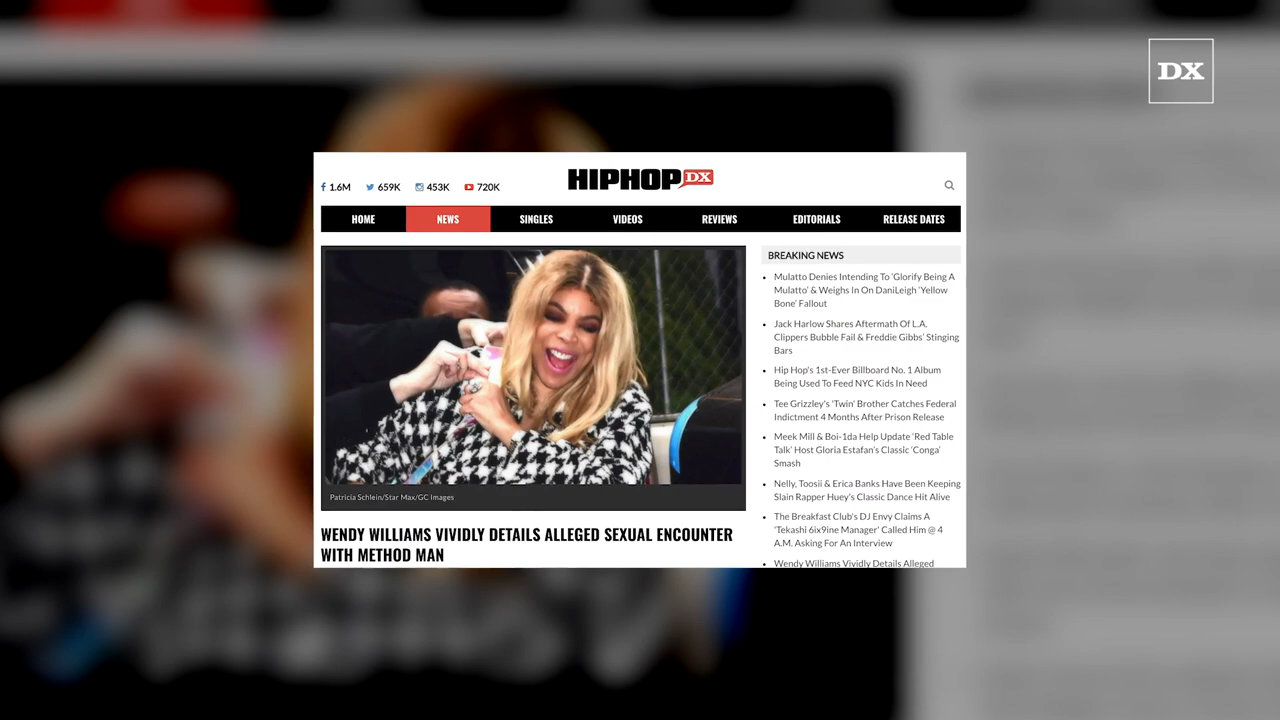 DX
1.6M 659K 453K 720K
HIPHOPDX
HOME NEWS SINGLES VIDEOS REVIEWS EDITORIALS RELEASE DATES
Patricia Schlein/Star Max/GC Images
WENDY WILLIAMS VIVIDLY DETAILS ALLEGED SEXUAL ENCOUNTER
WITH METHOD MAN
BREAKING NEWS
Mulatto Denies Intending To 'Glorify Being A
Mulatto' & Weighs In On DaniLeigh 'Yellow
Bone' Fallout
Jack Harlow Shares Aftermath Of L.A.
Clippers Bubble Fail & Freddie Gibbs' Stinging
Bars
Hip Hop's 1st-Ever Billboard No. 1 Album
Being Used To Feed NYC Kids In Need
Tee Grizzley's 'Twin' Brother Catches Federal
Indictment 4 Months After Prison Release
Meek Mill & Boi-1da Help Update 'Red Table
Talk' Host Gloria Estafan's Classic 'Conga'
Smash
Nelly, Toosii & Erica Banks Have Been Keeping
Slain Rapper Huey's Classic Dance Hit Alive
The Breakfast Club's DJ Envy Claims A
'Tekashi 6ix9ine Manager' Called Him @ 4
A.M. Asking For An Interview
Wendy Williams Vividly Details Alleged